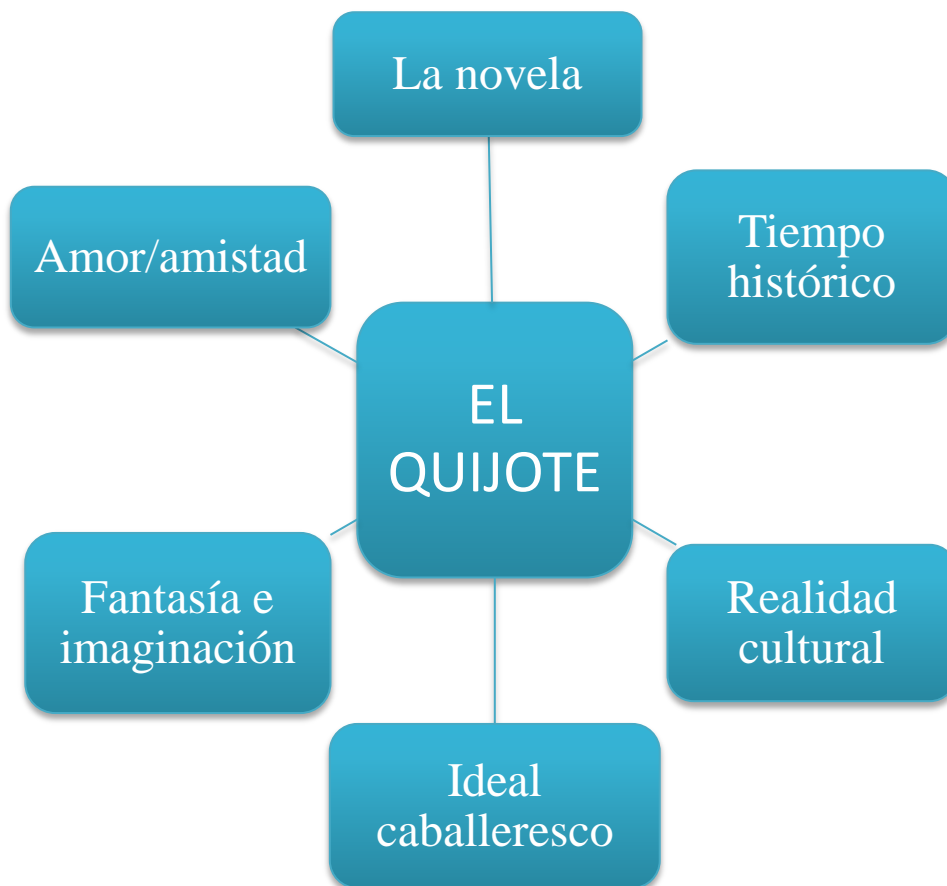 La novela
Amor/amistad
Tiempo
histórico
EL
QUIJOTE
Fantasía e
imaginación
Realidad
cultural
Ideal
caballeresco